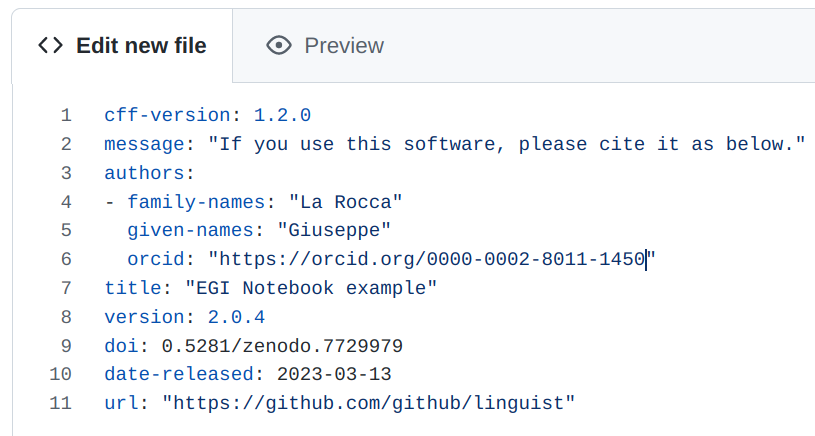 <> Edit new file Preview
1 cff-version: 1.2.0
2 message: "If you use this software, please cite it as below."
3 authors:
4 - family-names: "La Rocca"
5 given-names: "Giuseppe"
6 orcid: "https://orcid.org/0000-0002-8011-1450"
7 title: "EGI Notebook example"
8 version: 2.0.4
9 doi: 0.5281/zenodo.7729979
10 date-released: 2023-03-13
11 url: "https://github.com/github/linguist"